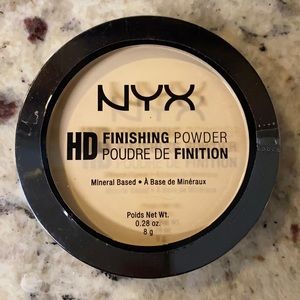 NYX
HD FINISHING POWDER
POUDRE DE FINITION
Mineral Based • À Base de Minéraux
Poids Net Wt.
0.28 oz.
8 g